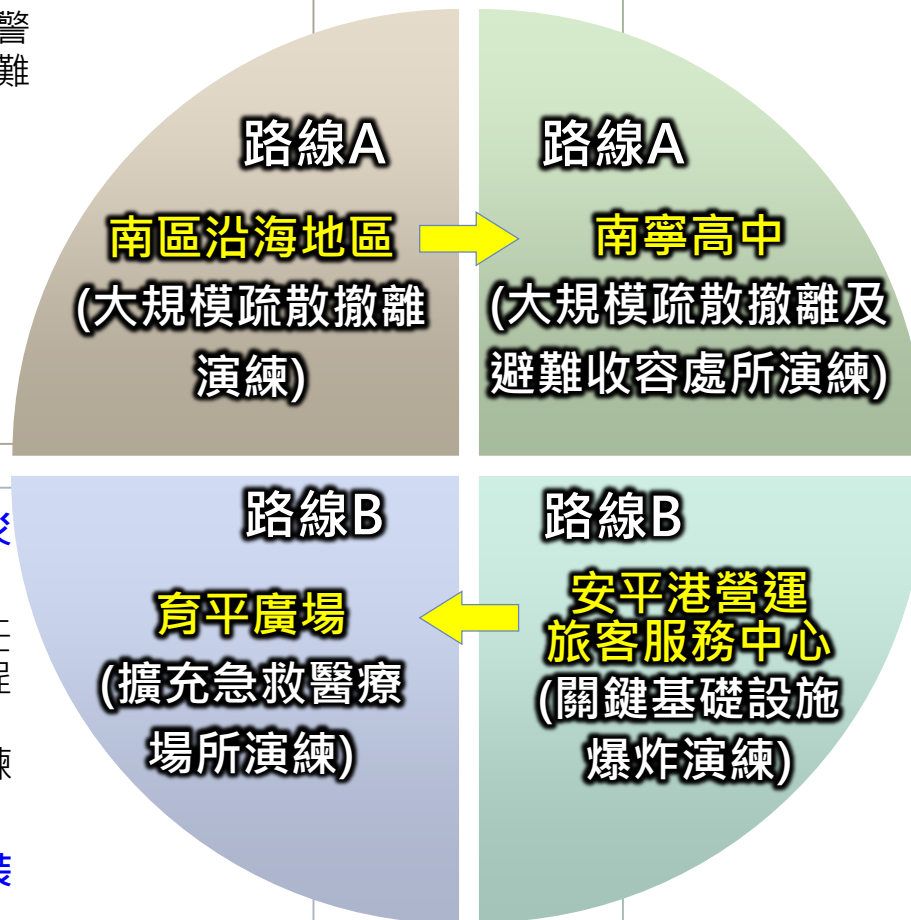 警
難
路線A
南區沿海地區
(大規模疏散撤離
演練)
路線A
南寧高中
(大規模疏散撤離及
避難收容處所演練)
路線B
育平廣場
(擴充急救醫療
場所演練)
路線B
安平港營運
旅客服務中心
(關鍵基礎設施
爆炸演練)